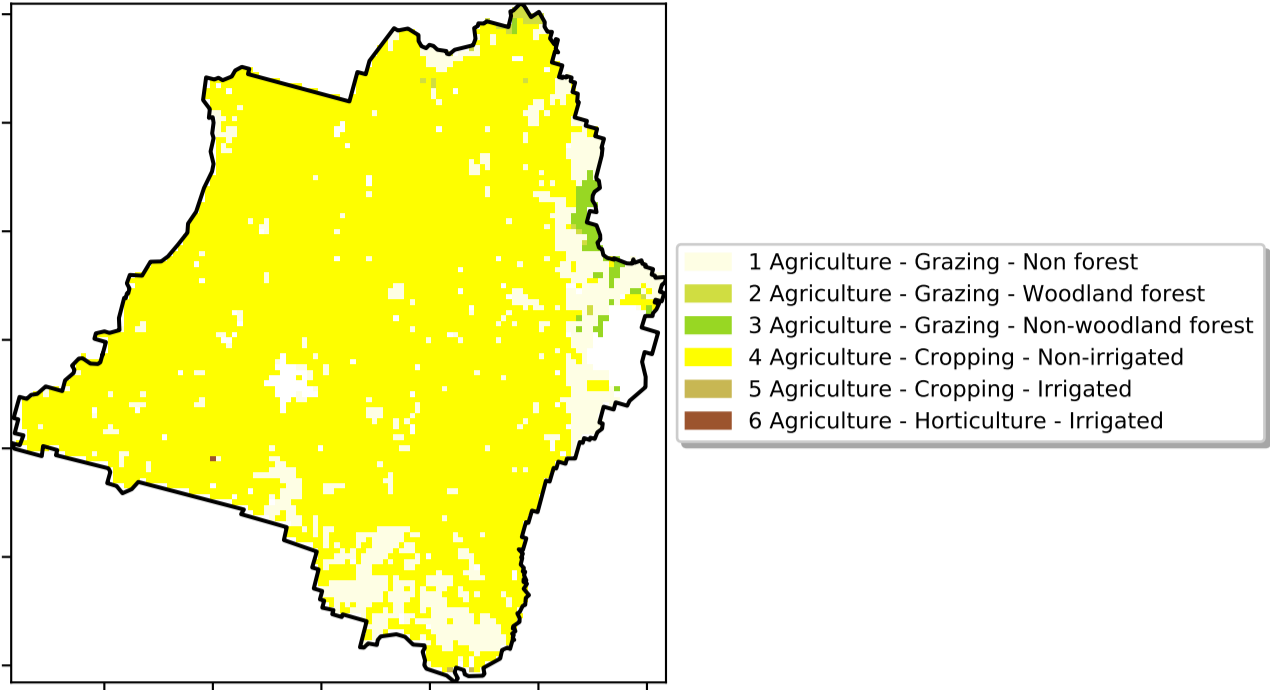 1 Agriculture - Grazing - Non forest
2 Agriculture - Grazing - Woodland forest
3 Agriculture - Grazing - Non-woodland forest
4 Agriculture - Cropping - Non-irrigated
5 Agriculture - Cropping - Irrigated
6 Agriculture - Horticulture - Irrigated